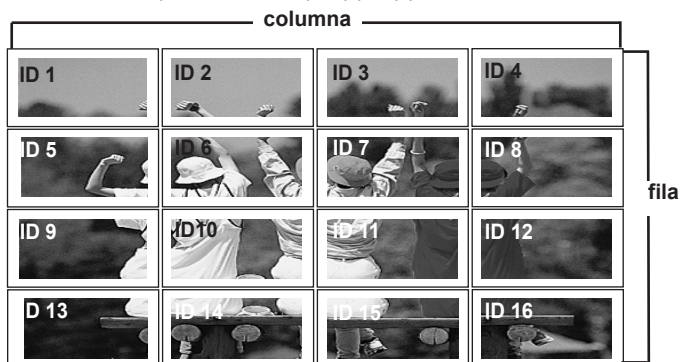 columna
ID 1 ID 2 ID 3 ID 4
ID 5 ID 6 ID 7 ID 8
fila
ID 9 ID10 ID 11 ID 12
D 13 ID 14 ID 15 ID 16